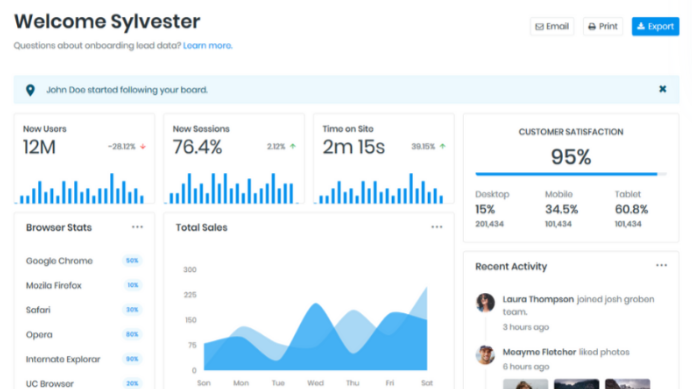 Welcome Sylvester
Questions about onboarding lead data? Learn more.
Email
Print
Export
John Doe started following your board.
New Users
12M
-28.12%
New Sessions
76.4%
2.12%
Time on Site
2m 15s
39.15%
CUSTOMER SATISFACTION
95%
Desktop
15%
201,434
Mobile
34.5%
101,434
Tablet
60.8%
101,434
Browser Stats
Google Chrome 50%
Mozila Firefox 10%
Safari 30%
Opera 80%
Internate Explorar 90%
UC Browser 20%
Total Sales
300
225
150
75
0
Son Mon Tue Wed Thu Fri Sat
Recent Activity
Laura Thompson joined josh groben
team.
3 hours ago
Meayme Fletcher liked photos
6 hours ago